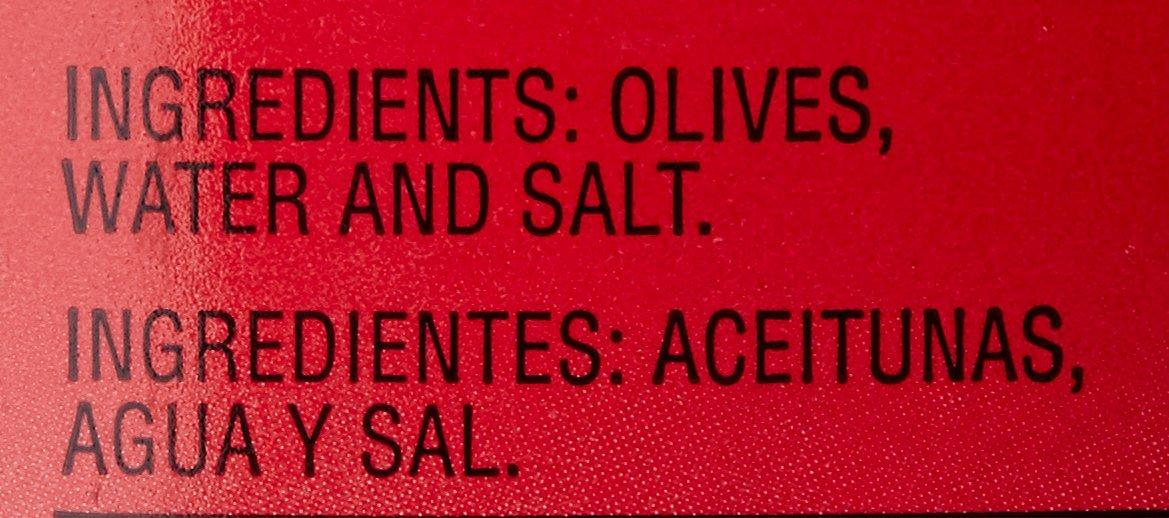 INGREDIENTS: OLIVES,
WATER AND SALT.
INGREDIENTES: ACEITUNAS,
AGUA Y SAL.